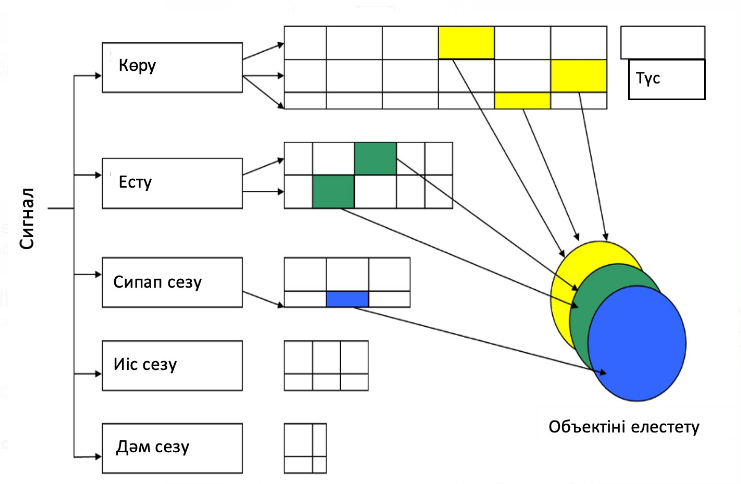 Сигнал
Көру
Түс
Есту
Сипап сезу
Иіс сезу
Дәм сезу
Объектіні елестету